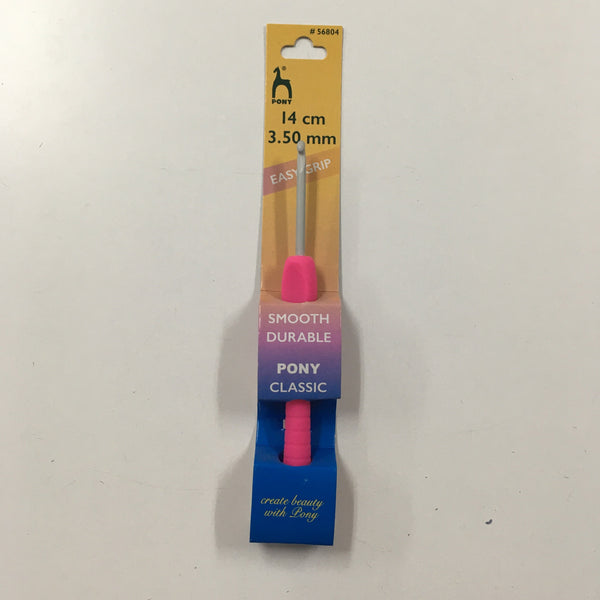 # 56804
PONY
14 cm
3.50 mm
EASY GRIP
SMOOTH
DURABLE
PONY
CLASSIC
create beauty
with Pony